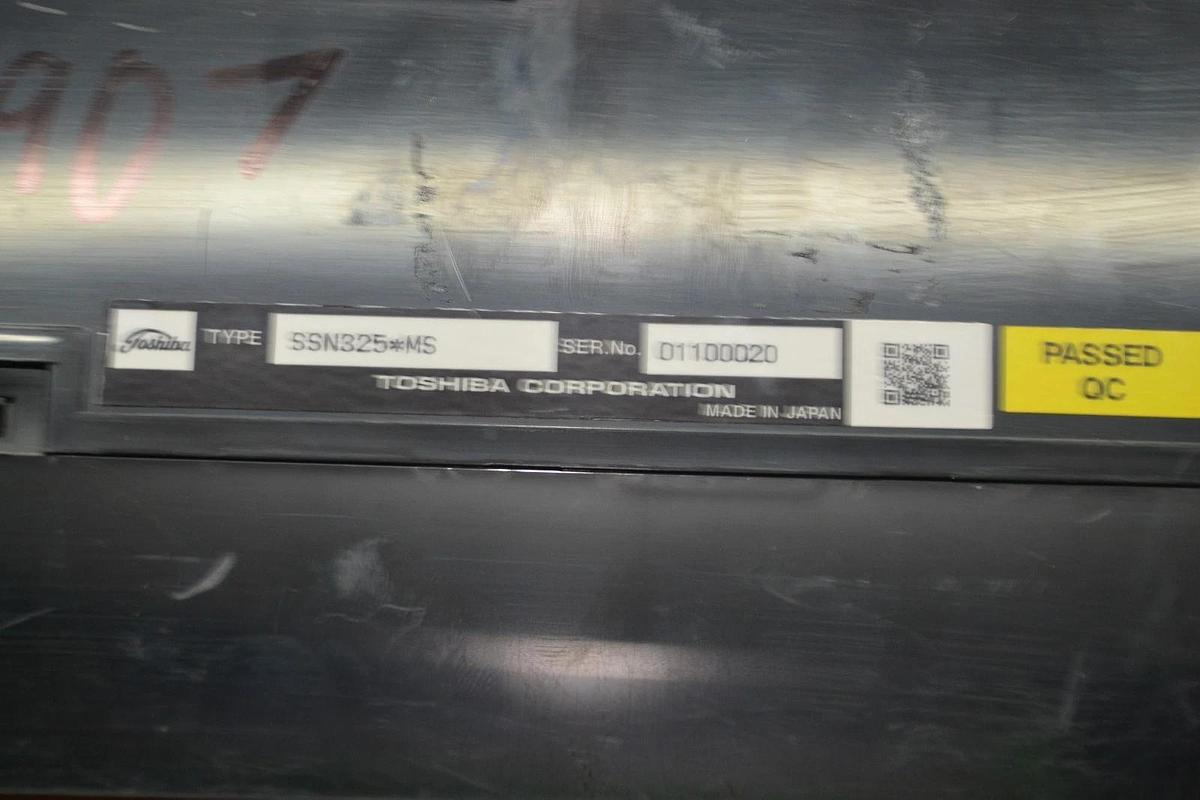 907
Toshiba TYPE SSN325*MS SER.No. 01100020
TOSHIBA CORPORATION
MADE IN JAPAN
PASSED
QC